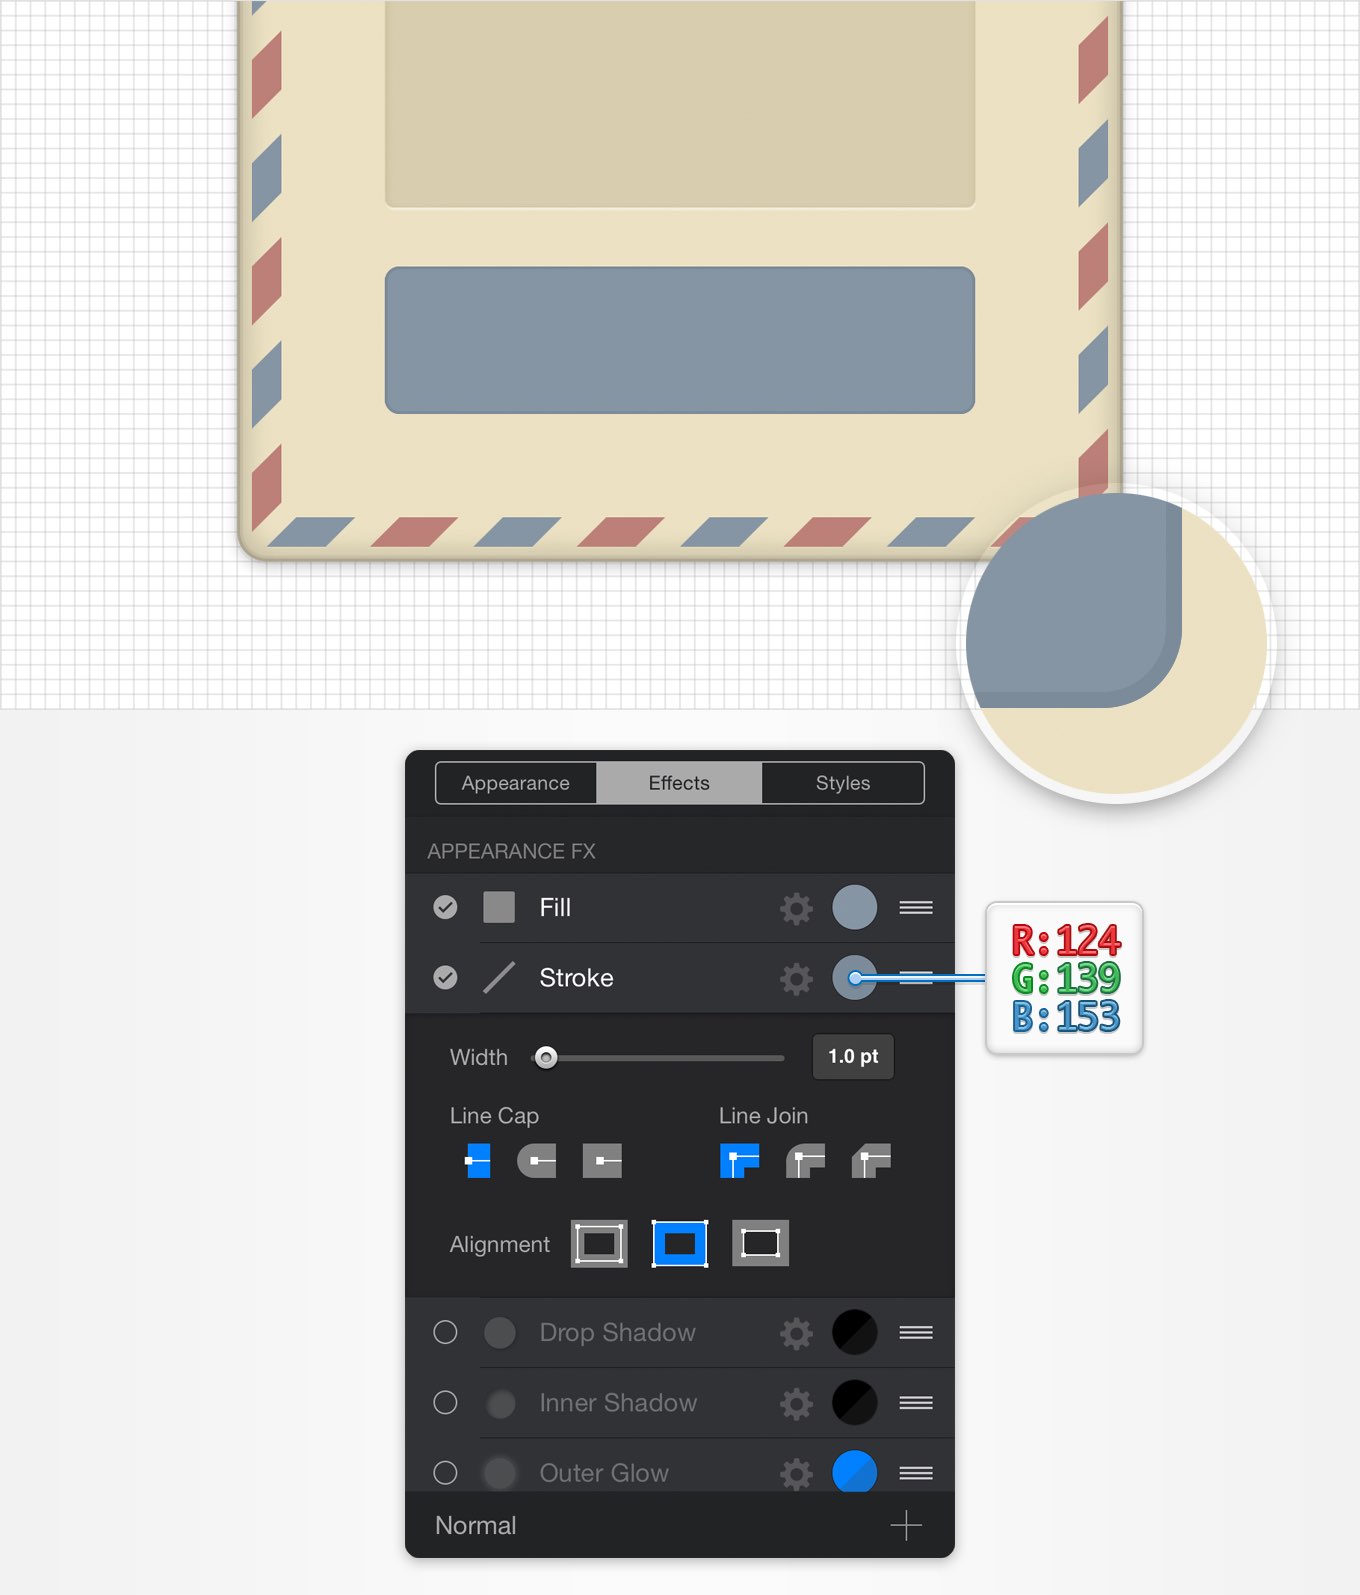 Appearance Effects Styles
APPEARANCE FX
Fill
Stroke
R:124
G:139
B:153
Width 1.0 pt
Line Cap Line Join
Alignment
Drop Shadow
Inner Shadow
Outer Glow
Normal